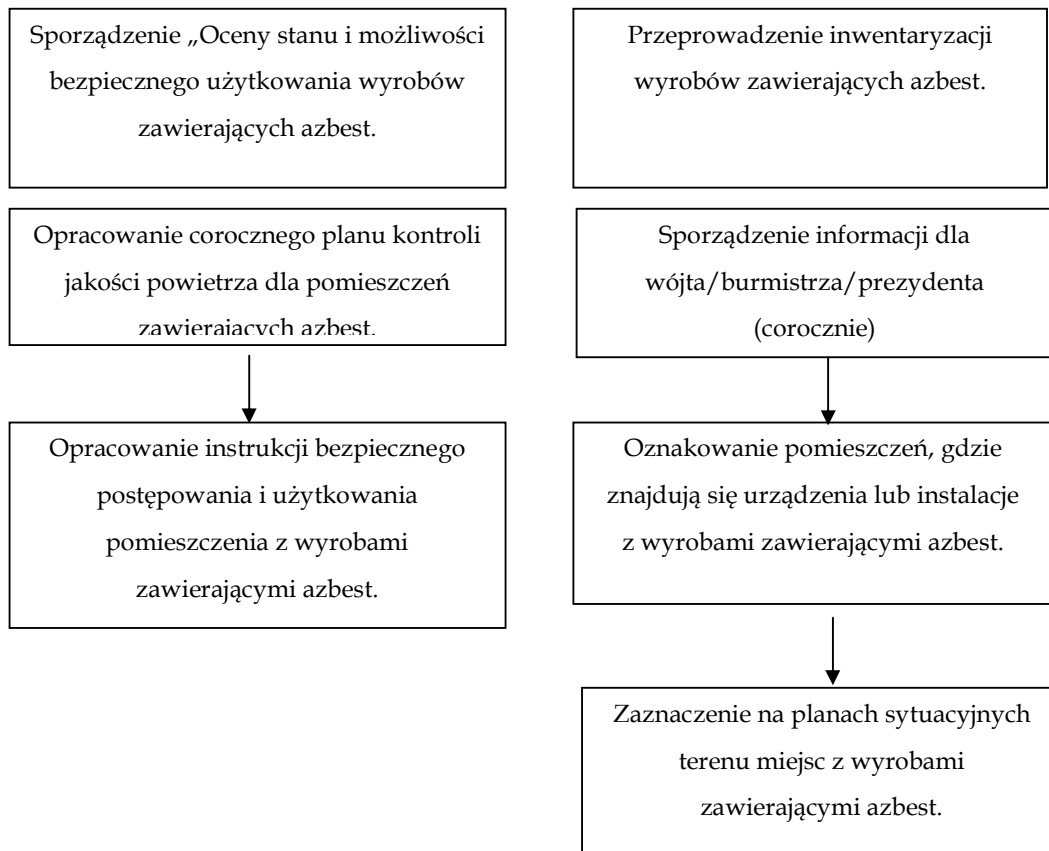 Sporządzenie „Oceny stanu i możliwości
bezpiecznego użytkowania wyrobów
zawierających azbest.
Opracowanie corocznego planu kontroli
jakości powietrza dla pomieszczeń
zawierających azbest.
Opracowanie instrukcji bezpiecznego
postępowania i użytkowania
pomieszczenia z wyrobami
zawierającymi azbest.
Przeprowadzenie inwentaryzacji
wyrobów zawierających azbest.
Sporządzenie informacji dla
wójta/burmistrza/prezydenta
(corocznie)
Oznakowanie pomieszczeń, gdzie
znajdują się urządzenia lub instalacje
z wyrobami zawierającymi azbest.
Zaznaczenie na planach sytuacyjnych
terenu miejsc z wyrobami
zawierającymi azbest.